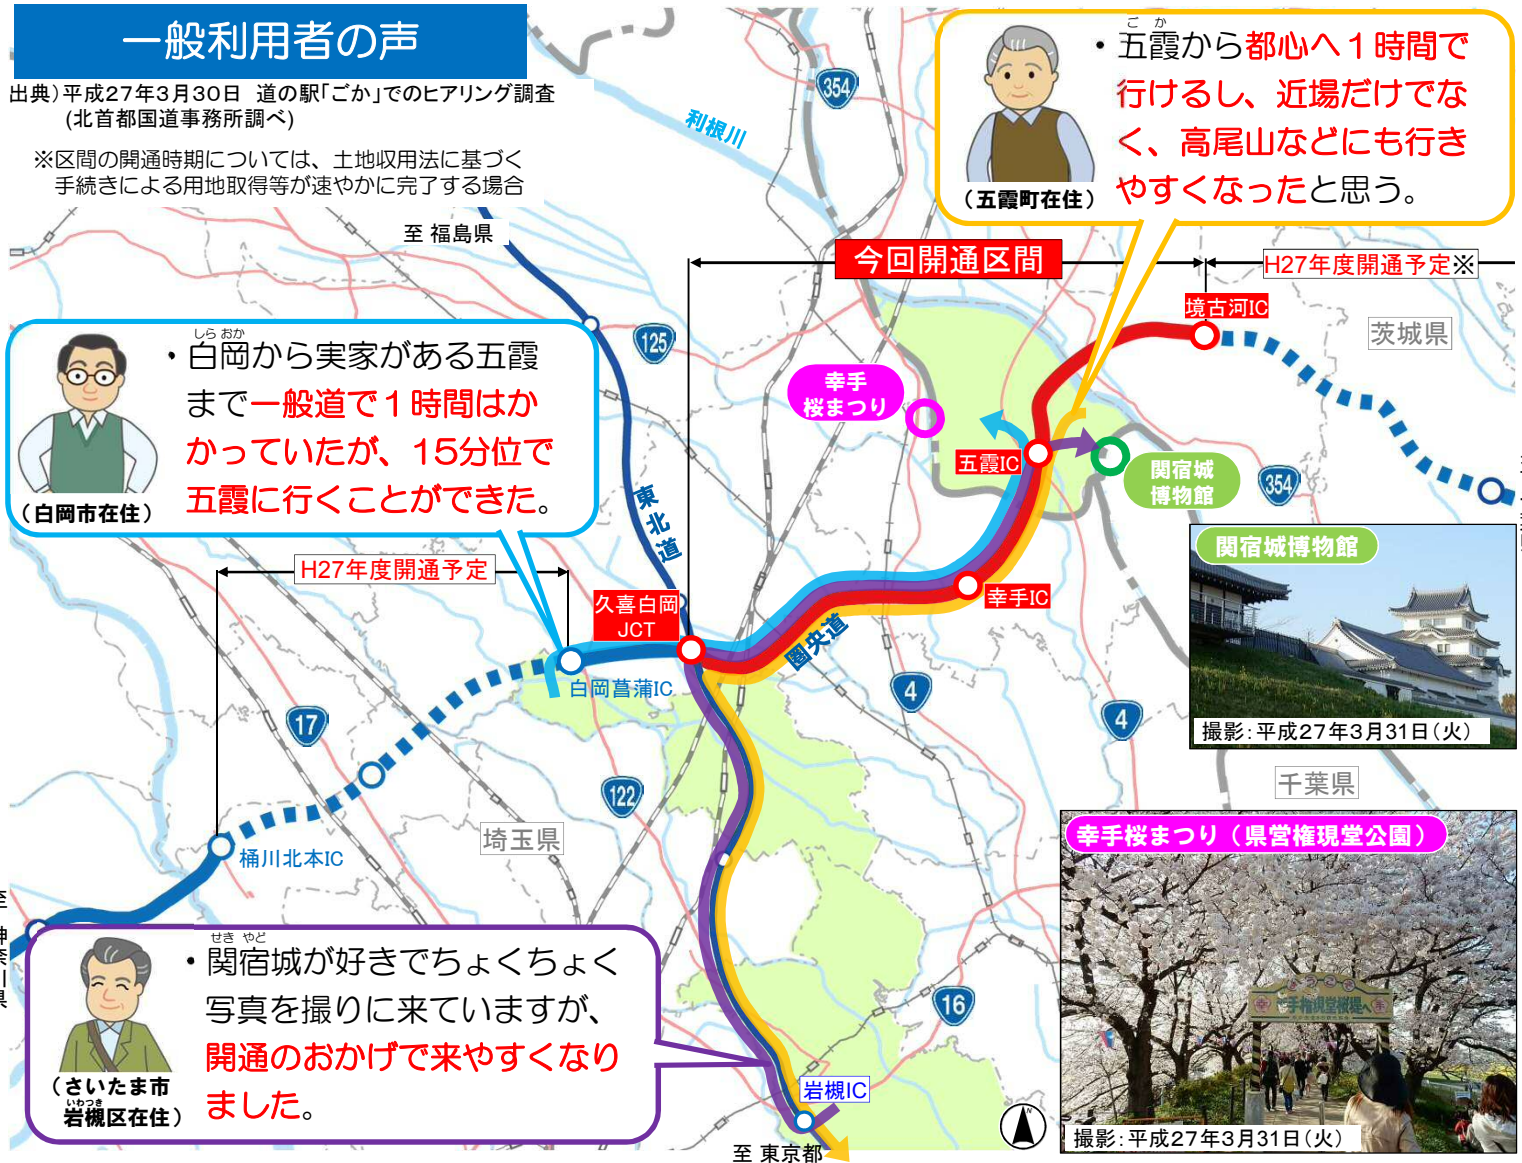 一般利用者の声
出典）平成27年3月30日 道の駅「ごか」でのヒアリング調査
(北首都国道事務所調べ)
※区間の開通時期については、土地収用法に基づく
手続きによる用地取得等が速やかに完了する場合
ごか
・五霞から都心へ１時間で
行けるし、近場だけでな
く、高尾山などにも行き
やすくなったと思う。
（五霞町在住）
354
利根川
至 福島県
今回開通区間
H27年度開通予定※
境古河IC
茨城県
125
しらおか
・白岡から実家がある五霞
まで一般道で１時間はか
かっていたが、15分位で
五霞に行くことができた。
（白岡市在住）
幸手
桜まつり
五霞IC
関宿城
博物館
354
東北道
関宿城博物館
撮影：平成27年3月31日（火）
H27年度開通予定
久喜白岡
JCT
幸手IC
圏央道
白岡菖蒲IC
4
4
17
122
千葉県
埼玉県
桶川北本IC
幸手桜まつり（県営権現堂公園）
手権現堂桜堤へ
撮影：平成27年3月31日（火）
至 神奈川県
せきやど
・関宿城が好きでちょくちょく
写真を撮りに来ていますが、
開通のおかげで来やすくなり
ました。
（さいたま市
いわつき
岩槻区在住）
16
岩槻IC
至 東京都